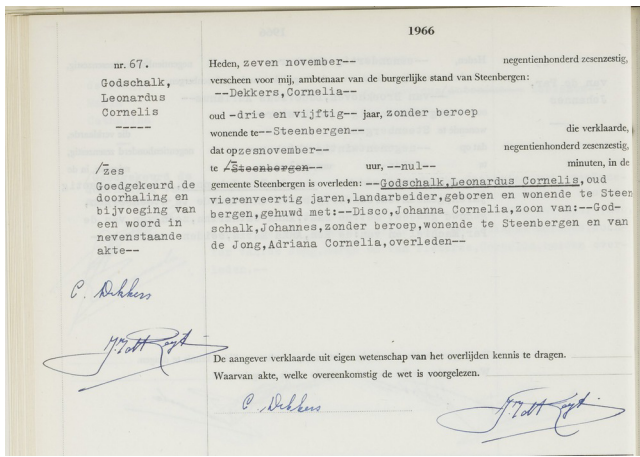 1966
nr. 67.
Godschalk,
Leonardus
Cornelis
-----
/zes
Goedgekeurd de
doorhaling en
bijvoeging van
een woord in
nevenstaande
akte--
C. Dekkers
Heden, zeven november-- negentienhonderd zesenzestig,
verscheen voor mij, ambtenaar van de burgerlijke stand van Steenbergen:
--Dekkers,Cornelia--
oud -drie en vijftig-- jaar, zonder beroep
wonende te--Steenbergen-- die verklaarde,
dat op zesnovember-- negentienhonderd zesenzestig,
te /Steenbergen-- uur, --nul-- minuten, in de
gemeente Steenbergen is overleden: --Godschalk,Leonardus Cornelis,oud
vierenveertig jaren,landarbeider,geboren en wonende te Steen
bergen,gehuwd met:--Disco,Johanna Cornelia,zoon van:--God-
schalk,Johannes,zonder beroep,wonende te Steenbergen en van
de Jong,Adriana Cornelia,overleden--
De aangever verklaarde uit eigen wetenschap van het overlijden kennis te dragen.
Waarvan akte, welke overeenkomstig de wet is voorgelezen.
C Dekkers